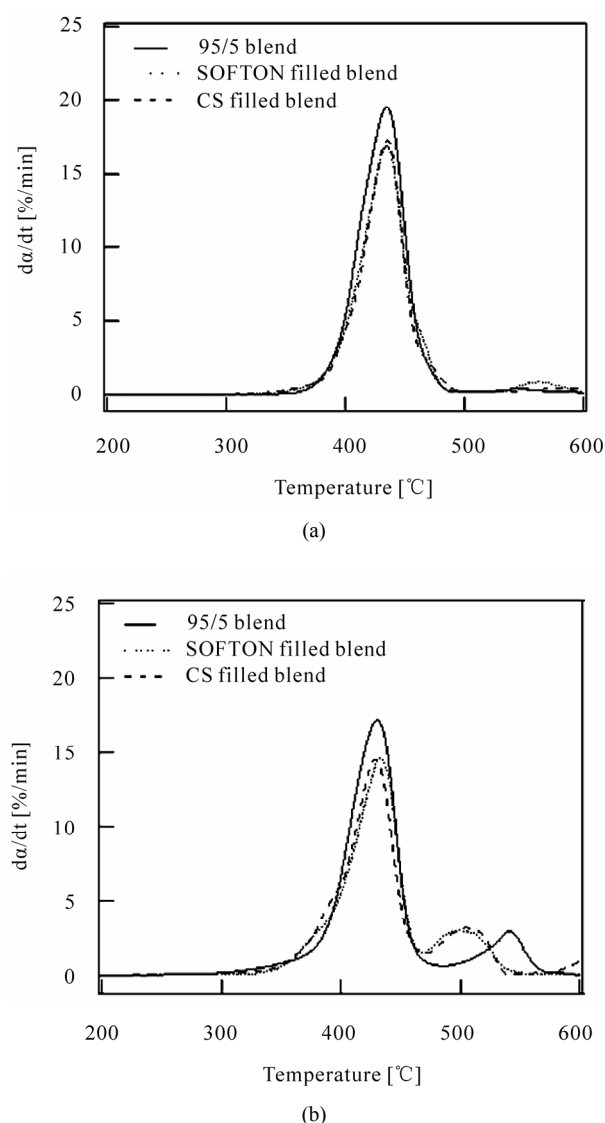 25
95/5 blend
SOFTON filled blend
20
CS filled blend
15
10
5
0
dα/dt [%/min]
200 300 400 500 600
Temperature [℃]
(a)
25
95/5 blend
SOFTON filled blend
CS filled blend
20
15
10
5
0
dα/dt [%/min]
200 300 400 500 600
Temperature [℃]
(b)